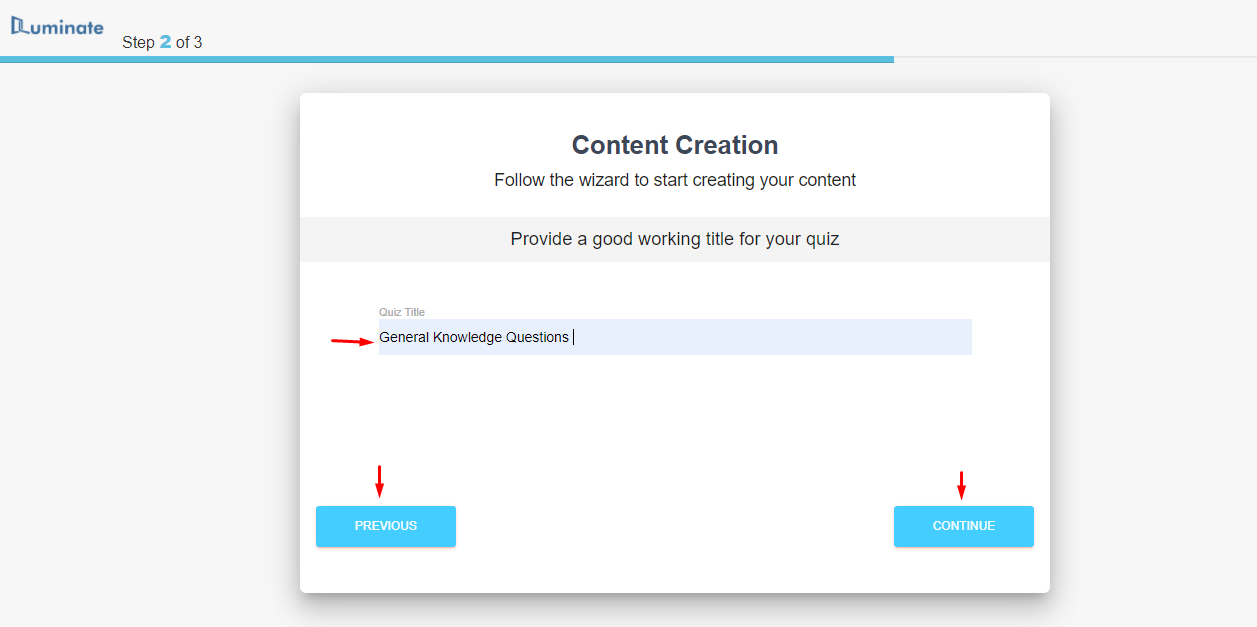 Luminate
Step 2 of 3
Content Creation
Follow the wizard to start creating your content
Provide a good working title for your quiz
Quiz Title
General Knowledge Questions
PREVIOUS
CONTINUE